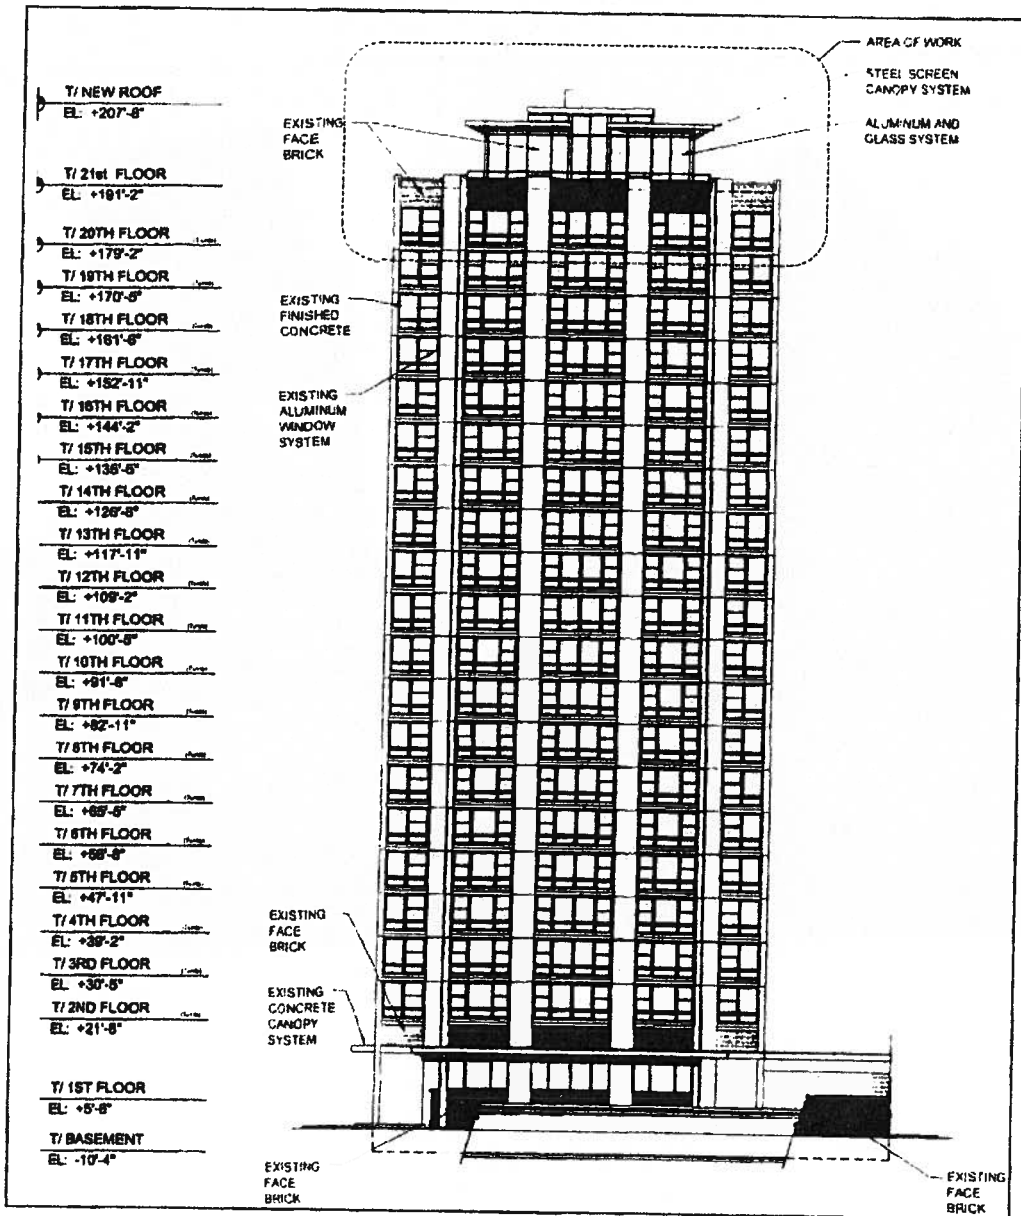 AREA OF WORK
STEEL SCREEN
CANOPY SYSTEM
ALUMINUM AND
GLASS SYSTEM
EXISTING
FACE
BRICK
T/ NEW ROOF
EL: +207'-8"
T/ 21st FLOOR
EL: +191'-2"
T/ 20TH FLOOR
EL: +179'-2"
T/ 19TH FLOOR
EL: +170'-5"
T/ 18TH FLOOR
EL: +161'-8"
T/ 17TH FLOOR
EL: +152'-11"
T/ 16TH FLOOR
EL: +144'-2"
T/ 15TH FLOOR
EL: +135'-5"
T/ 14TH FLOOR
EL: +126'-8"
T/ 13TH FLOOR
EL: +117'-11"
T/ 12TH FLOOR
EL: +109'-2"
T/ 11TH FLOOR
EL: +100'-5"
T/ 10TH FLOOR
EL: +91'-8"
T/ 9TH FLOOR
EL: +82'-11"
T/ 8TH FLOOR
EL: +74'-2"
T/ 7TH FLOOR
EL: +65'-5"
T/ 6TH FLOOR
EL: +56'-8"
T/ 5TH FLOOR
EL: +47'-11"
T/ 4TH FLOOR
EL: +39'-2"
T/ 3RD FLOOR
EL. +30'-5"
T/ 2ND FLOOR
EL: +21'-8"
T/ 1ST FLOOR
EL: +5'-6"
T/ BASEMENT
EL: -10'-4"
EXISTING
FINISHED
CONCRETE
EXISTING
ALUMINUM
WINDOW
SYSTEM
EXISTING
FACE
BRICK
EXISTING
CONCRETE
CANOPY
SYSTEM
EXISTING
FACE
BRICK
EXISTING
FACE
BRICK